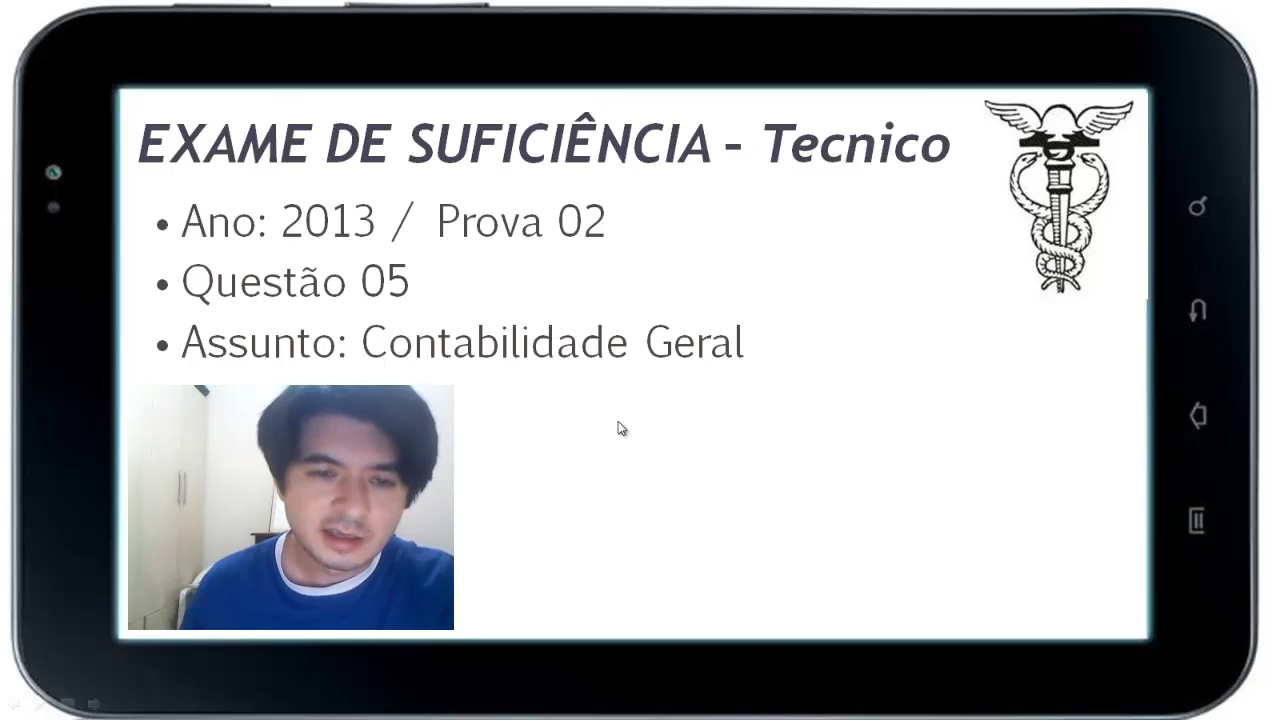 EXAME DE SUFICIÊNCIA – Tecnico
• Ano: 2013 / Prova 02
• Questão 05
• Assunto: Contabilidade Geral